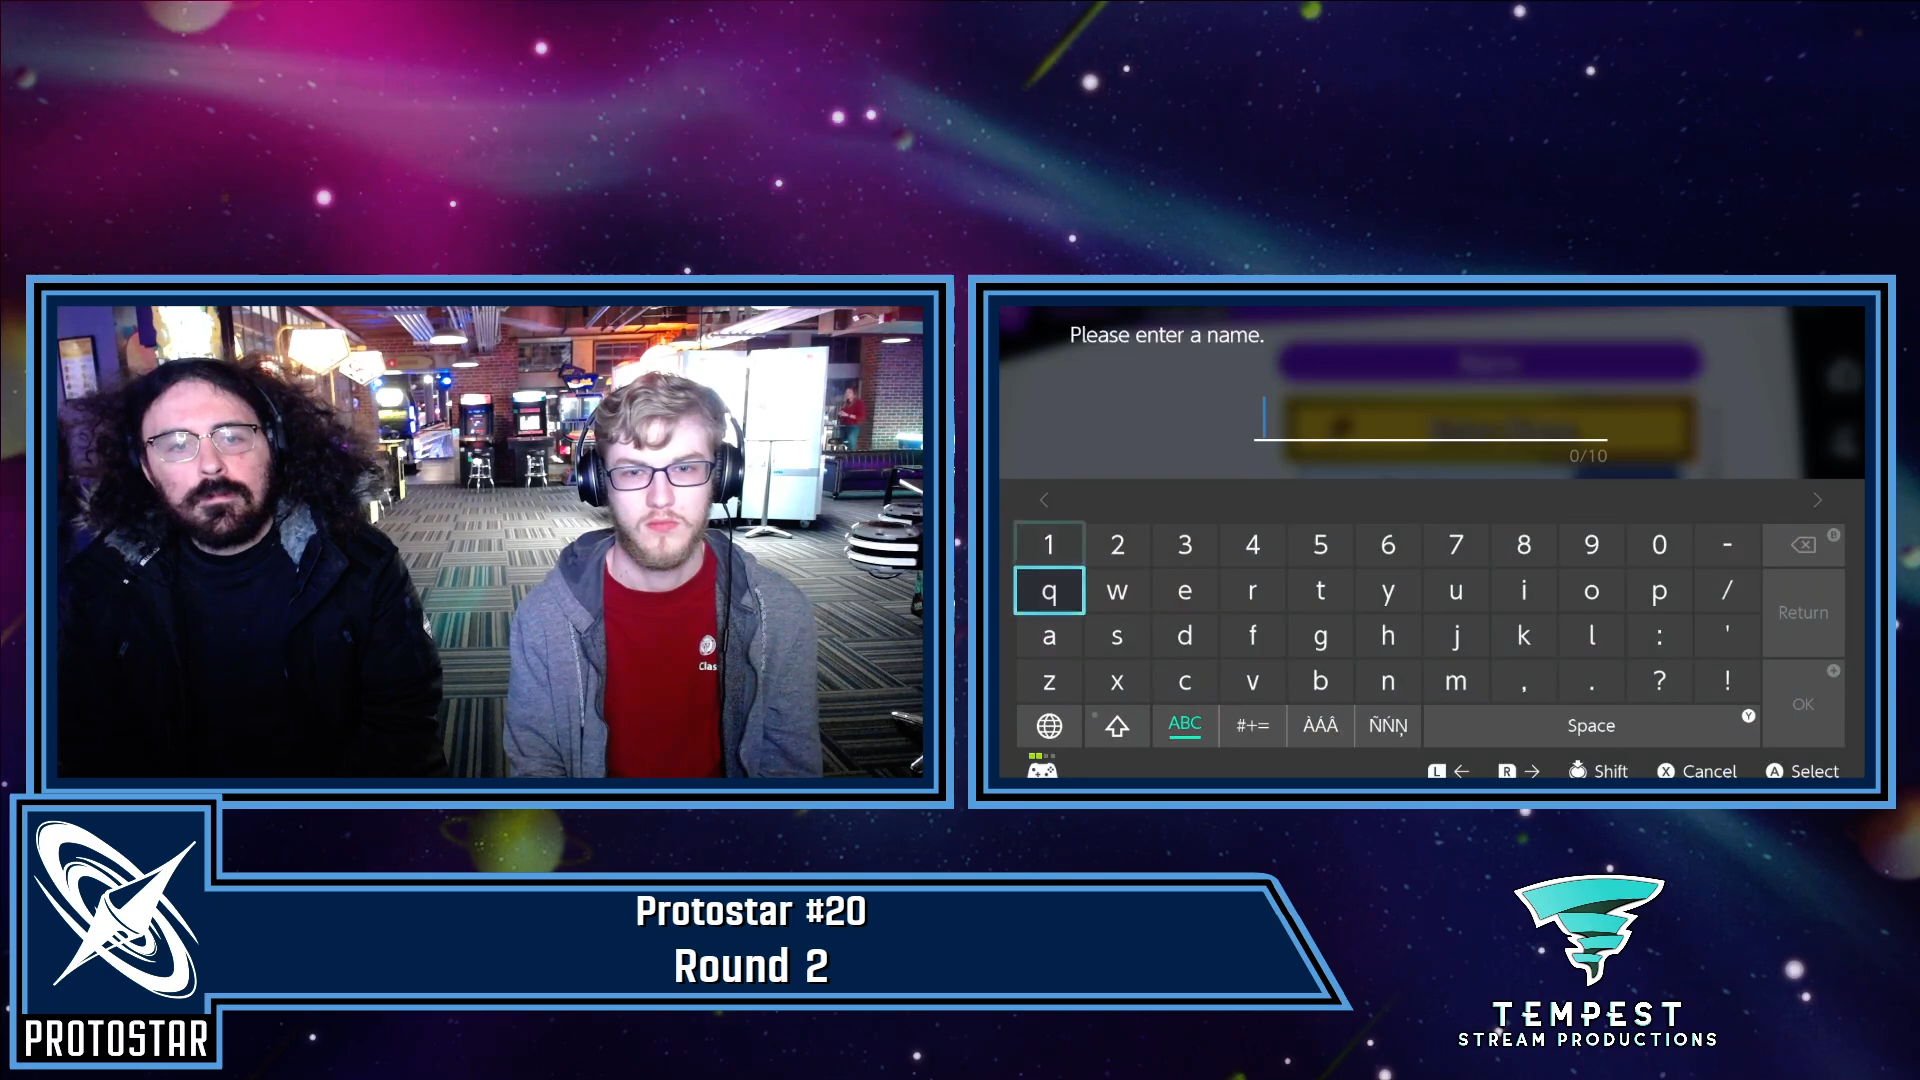 Please enter a name.
0/10
1 2 3 4 5 6 7 8 9 0 -
q w e r t y u i o p /
Return
a s d f g h j k l : '
z x c v b n m , . ? !
OK
ABC #+= ÀÁÂ ÑŃŅ Space
L ← R → Shift X Cancel A Select
Clas
Protostar #20
Round 2
PROTOSTAR
TEMPEST
STREAM PRODUCTIONS